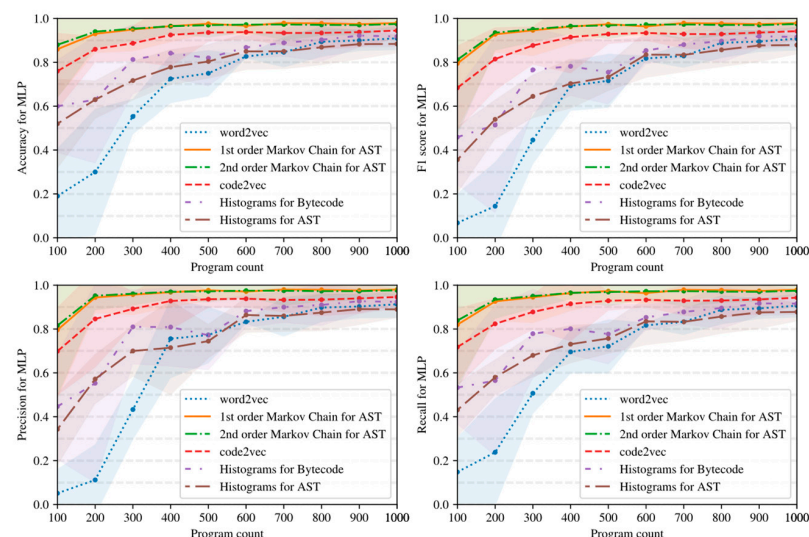 1.0
0.8
0.6
0.4
0.2
0.0
Accuracy for MLP
word2vec
1st order Markov Chain for AST
2nd order Markov Chain for AST
code2vec
Histograms for Bytecode
Histograms for AST
100 200 300 400 500 600 700 800 900 1000
Program count
1.0
0.8
0.6
0.4
0.2
0.0
F1 score for MLP
word2vec
1st order Markov Chain for AST
2nd order Markov Chain for AST
code2vec
Histograms for Bytecode
Histograms for AST
100 200 300 400 500 600 700 800 900 1000
Program count
1.0
0.8
0.6
0.4
0.2
0.0
Precision for MLP
word2vec
1st order Markov Chain for AST
2nd order Markov Chain for AST
code2vec
Histograms for Bytecode
Histograms for AST
100 200 300 400 500 600 700 800 900 1000
Program count
1.0
0.8
0.6
0.4
0.2
0.0
Recall for MLP
word2vec
1st order Markov Chain for AST
2nd order Markov Chain for AST
code2vec
Histograms for Bytecode
Histograms for AST
100 200 300 400 500 600 700 800 900 1000
Program count